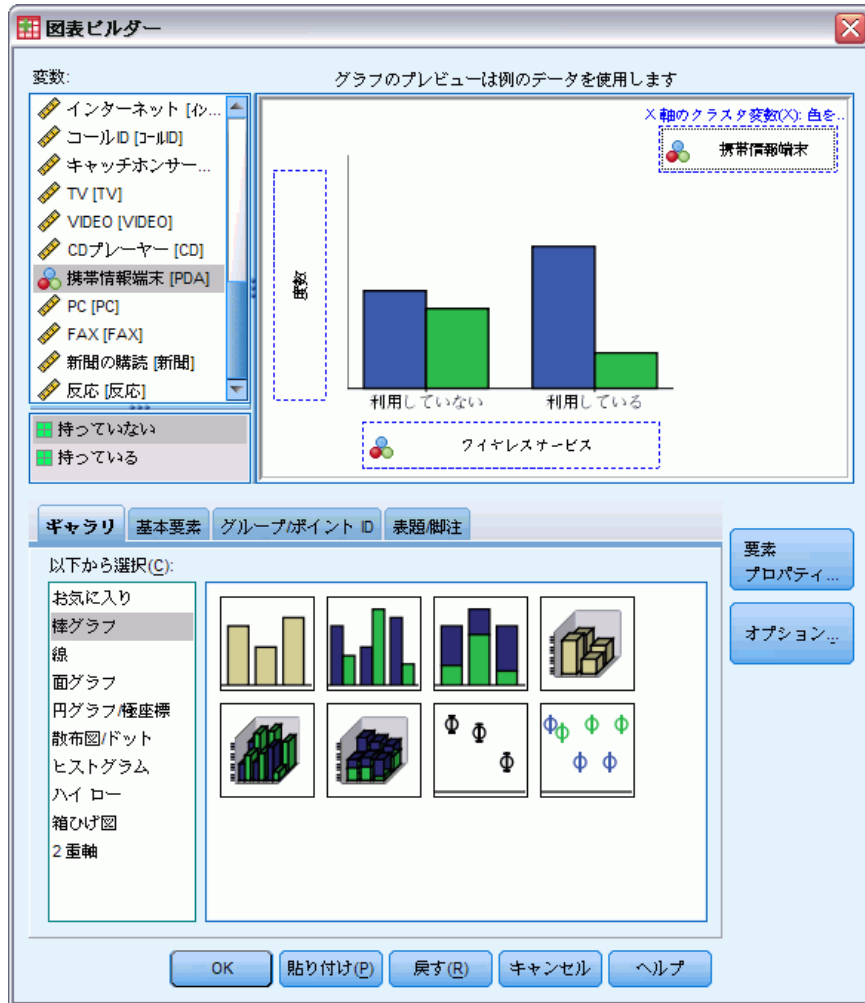 図表ビルダー
変数:
グラフのプレビューは例のデータを使用します
インターネット [イン...
コールID [コールID]
キャッチホンサー...
TV [TV]
VIDEO [VIDEO]
CDプレーヤー [CD]
携帯情報端末 [PDA]
PC [PC]
FAX [FAX]
新聞の購読 [新聞]
反応 [反応]
持っていない
持っている
X 軸のクラスタ変数(X): 色を..
携帯情報端末
度数
利用していない
利用している
ワイヤレスサービス
ギャラリ
基本要素
グループ/ポイント ID
表題/脚注
以下から選択(C):
お気に入り
棒グラフ
線
面グラフ
円グラフ/極座標
散布図/ドット
ヒストグラム
ハイ ロー
箱ひげ図
2 重軸
要素
プロパティ...
オプション...
OK
貼り付け(P)
戻す(R)
キャンセル
ヘルプ